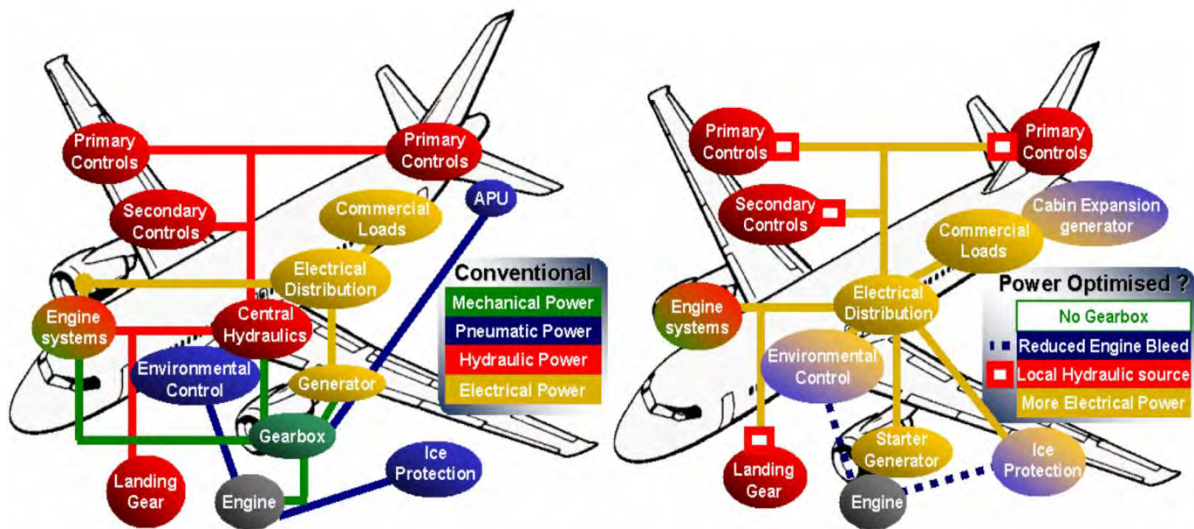 Primary
Controls
Primary
Controls
APU
Secondary
Controls
Commercial
Loads
Electrical
Distribution
Engine
systems
Central
Hydraulics
Environmental
Control
Generator
Gearbox
Ice
Protection
Landing
Gear
Engine
Conventional
Mechanical Power
Pneumatic Power
Hydraulic Power
Electrical Power
Primary
Controls
Primary
Controls
Secondary
Controls
Cabin Expansion
generator
Commercial
Loads
Engine
systems
Electrical
Distribution
Environmental
Control
Starter
Generator
Ice
Protection
Landing
Gear
Engine
Power Optimised ?
No Gearbox
Reduced Engine Bleed
Local Hydraulic source
More Electrical Power